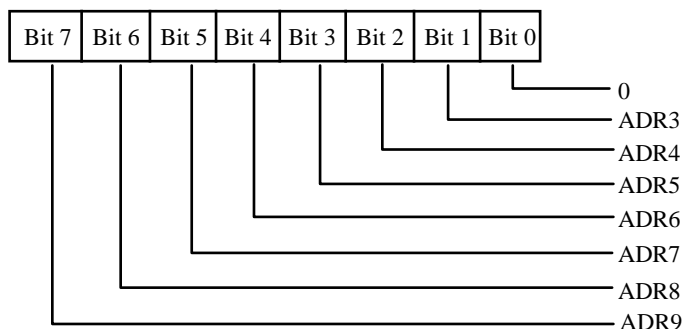 Bit 7 Bit 6 Bit 5 Bit 4 Bit 3 Bit 2 Bit 1 Bit 0
0
ADR3
ADR4
ADR5
ADR6
ADR7
ADR8
ADR9